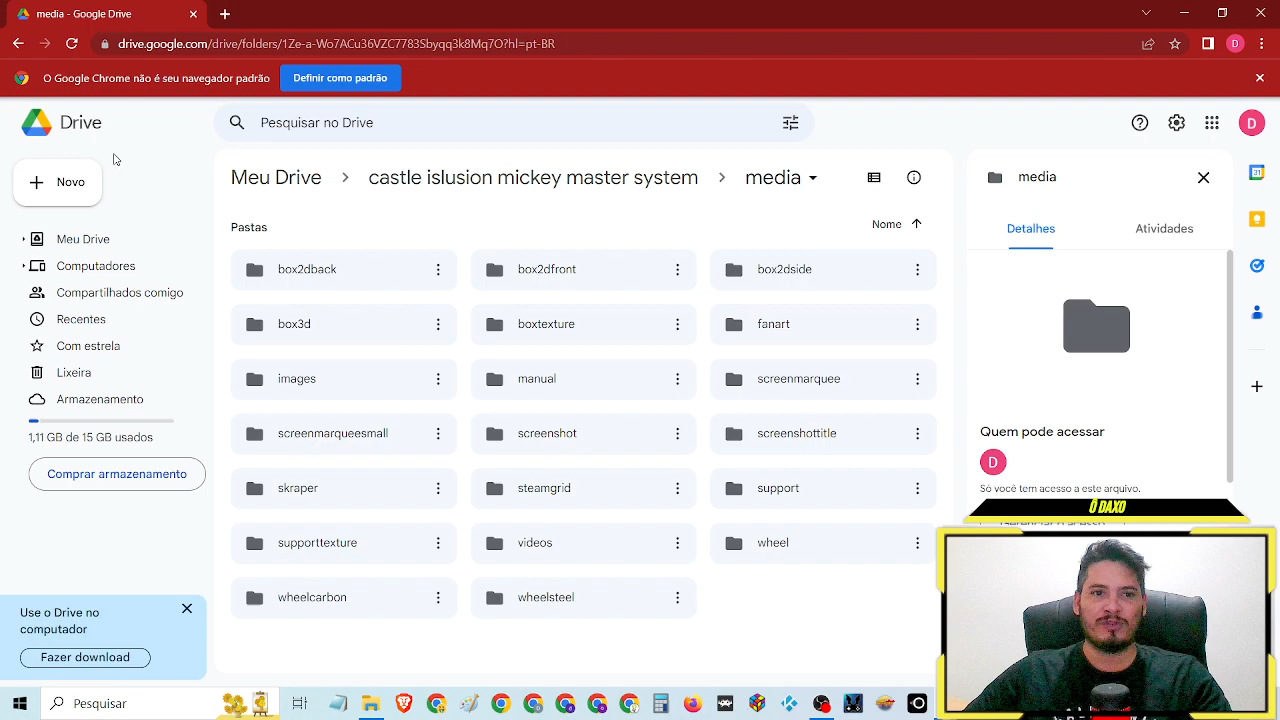 media - Google Drive
drive.google.com/drive/folders/1Ze-a-Wo7ACu36VZC7783Sbyqq3k8Mq7O?hl=pt-BR
D
O Google Chrome não é seu navegador padrão
Definir como padrão
Drive
Pesquisar no Drive
D
Novo
Meu Drive
castle islusion mickey master system
media
media
Pastas
Nome
Detalhes
Atividades
31
Meu Drive
Computadores
Compartilhados comigo
Recentes
Com estrela
Lixeira
Armazenamento
1,11 GB de 15 GB usados
Comprar armazenamento
box2dback
box2dfront
box2dside
box3d
boxtexture
fanart
images
manual
screenmarquee
screenmarqueesmall
screenshot
screenshottitle
skraper
steamgrid
support
supporttexture
videos
wheel
wheelcarbon
wheelsteel
Quem pode acessar
D
Só você tem acesso a este arquivo.
Ô DAXO
Use o Drive no
computador
Fazer download
Pesquisar